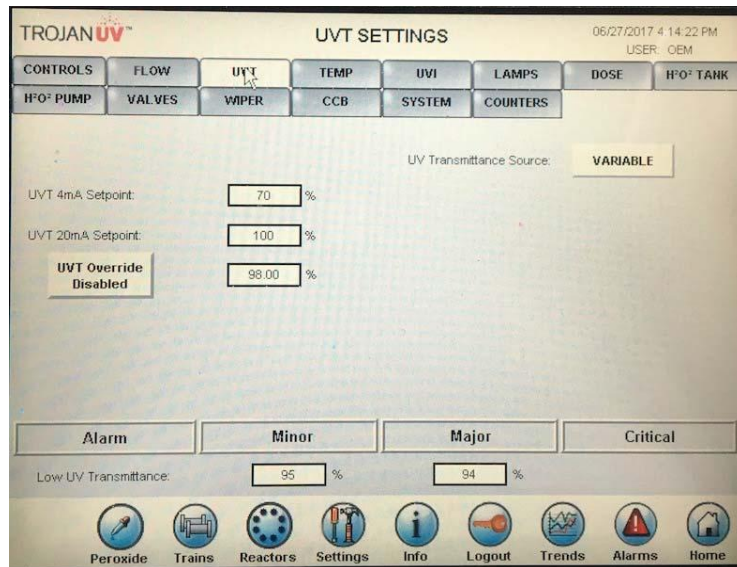 TROJANUV™ UVT SETTINGS 06/27/2017 4:14:22 PM
USER: OEM
CONTROLS FLOW UVT TEMP UVI LAMPS DOSE H²O² TANK
H²O² PUMP VALVES WIPER CCB SYSTEM COUNTERS
UV Transmittance Source: VARIABLE
UVT 4mA Setpoint: 70 %
UVT 20mA Setpoint: 100 %
UVT Override
Disabled
98.00 %
Alarm Minor Major Critical
Low UV Transmittance: 95 % 94 %
Peroxide Trains Reactors Settings Info Logout Trends Alarms Home